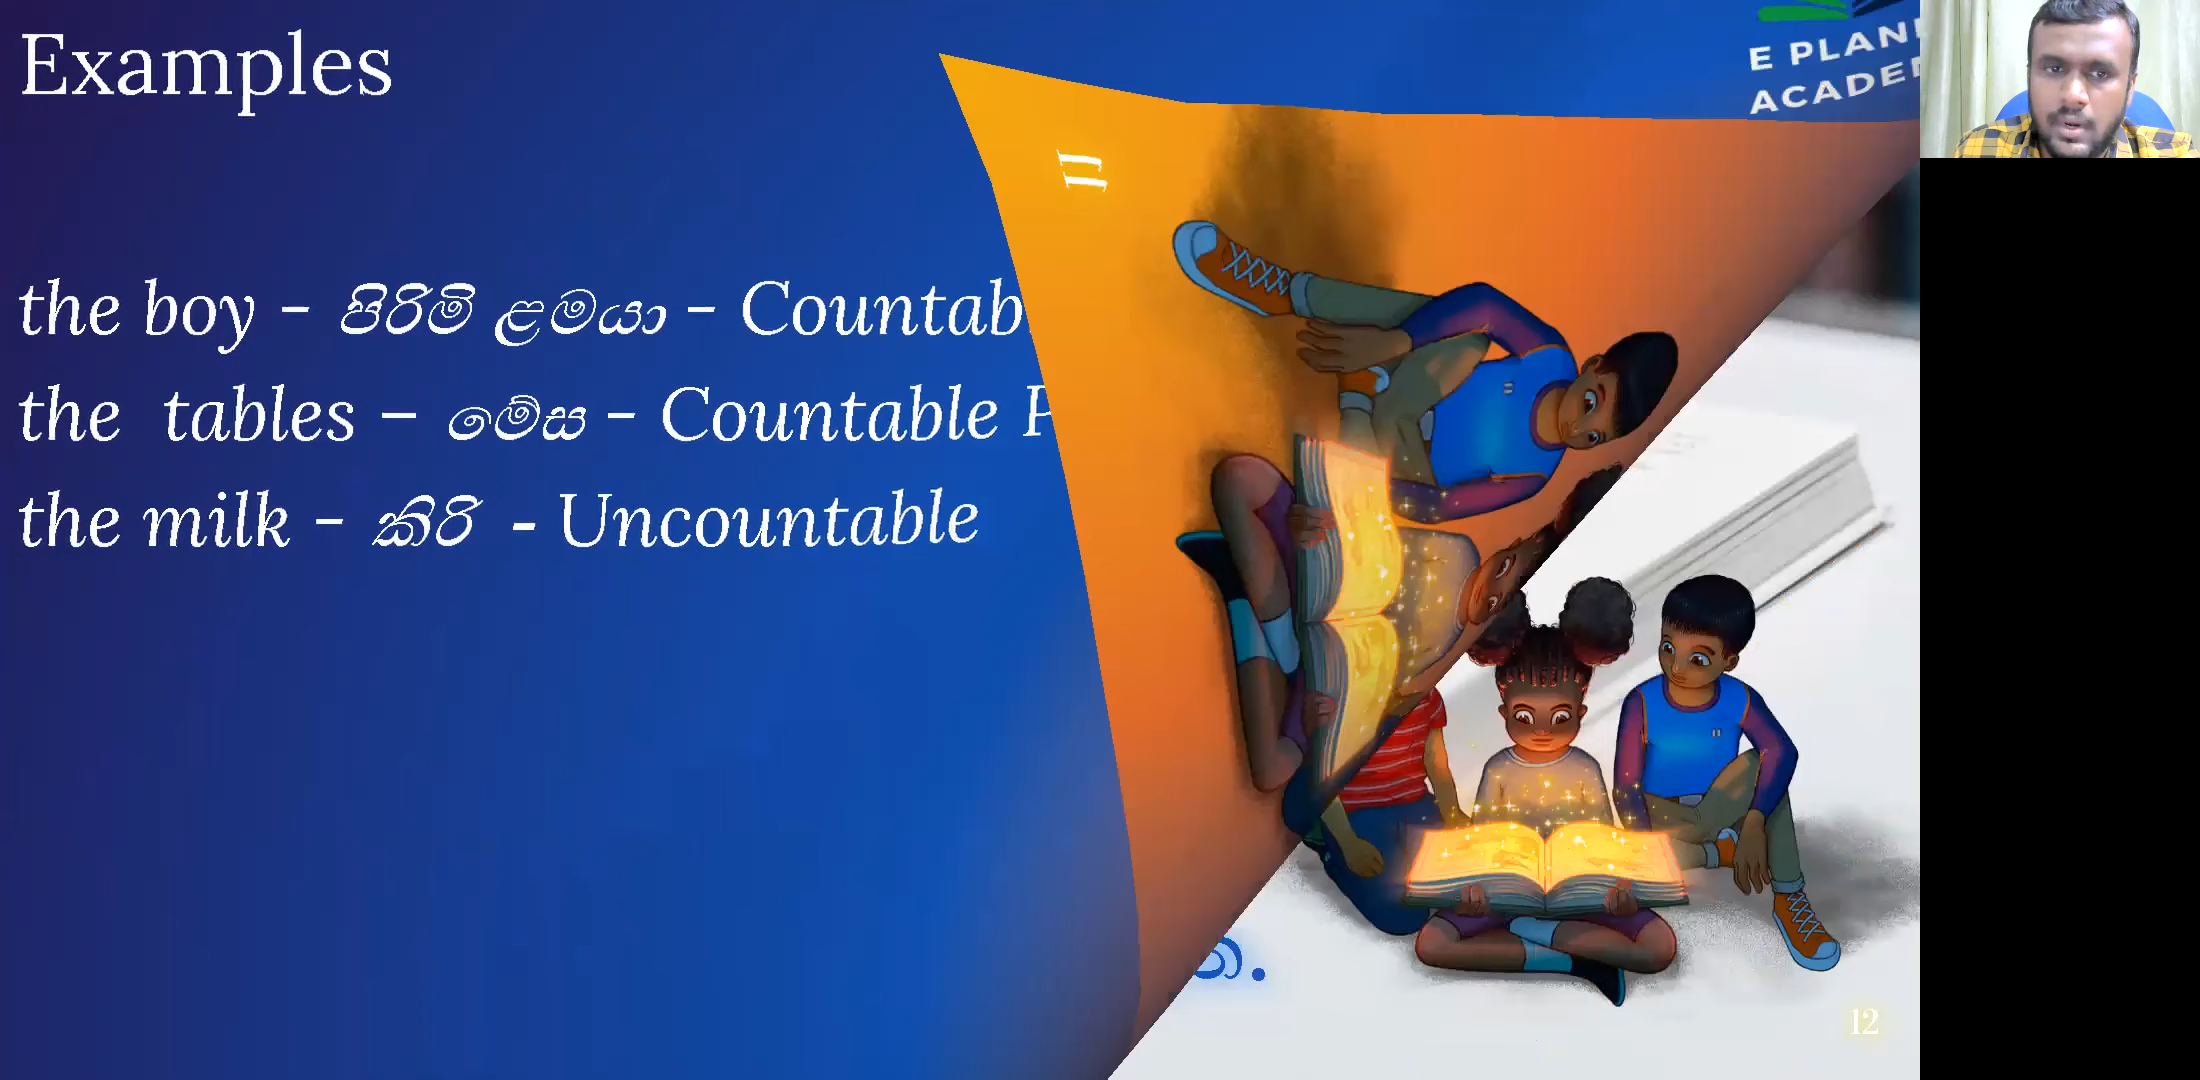 Examples
E PLAN
ACADE
the boy - පිරිමි ළමයා - Countab
the tables – මේස - Countable P
the milk - කිරි - Uncountable
12